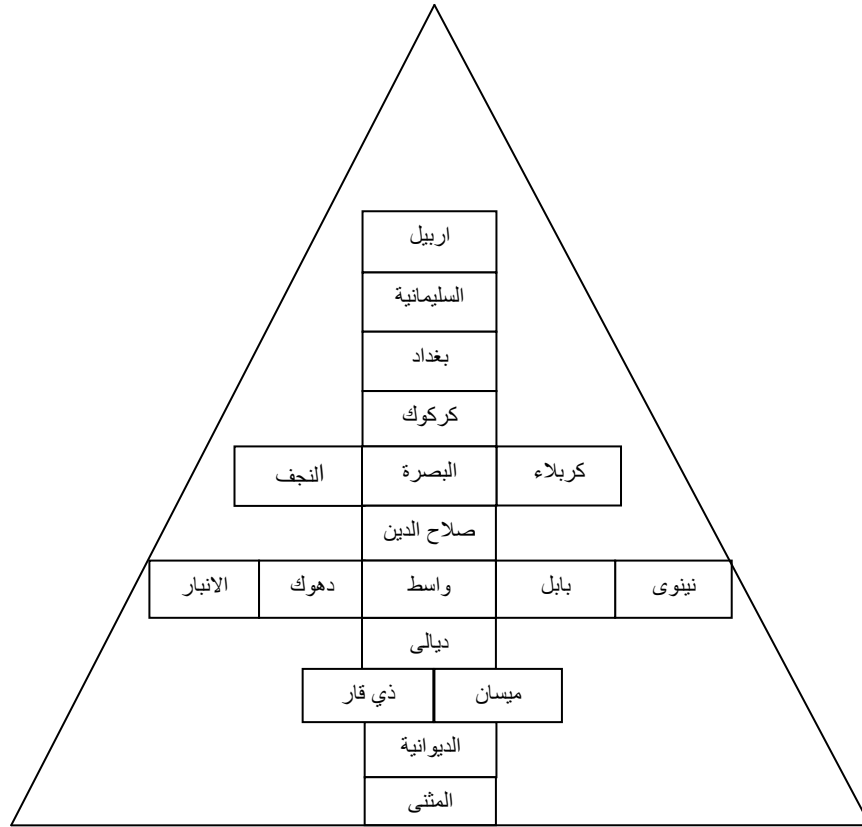 اربيل
السليمانية
بغداد
كركوك
كربلاء البصرة النجف
صلاح الدين
نينوى بابل واسط دهوك الانبار
ديالى
ميسان ذي قار
الديوانية
المثنى